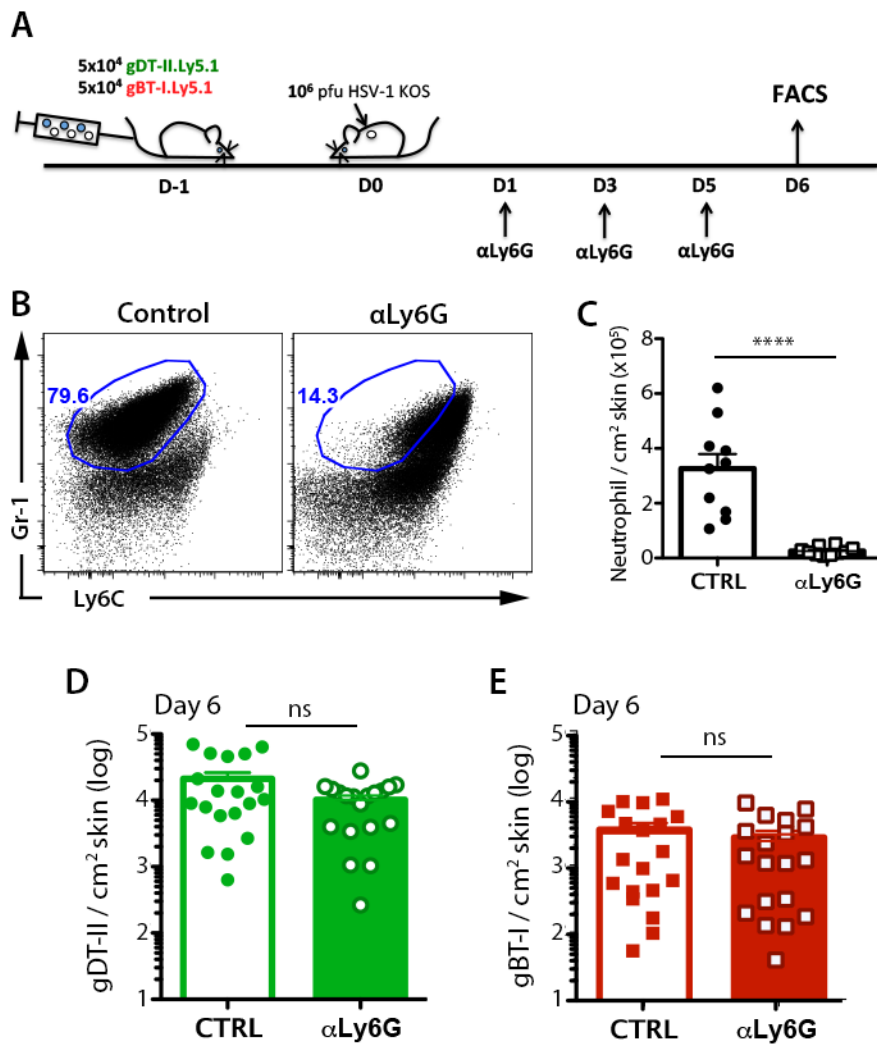 A
5x10⁴ gDT-II.Ly5.1
5x10⁴ gBT-I.Ly5.1
10⁶ pfu HSV-1 KOS
FACS
D-1 D0 D1 D3 D5 D6
αLy6G αLy6G αLy6G
B
Control αLy6G
79.6
14.3
Gr-1
Ly6C
C
****
Neutrophil / cm² skin (x10⁵)
8
6
4
2
0
CTRL αLy6G
D
Day 6
ns
gDT-II / cm² skin (log)
5
4
3
2
1
CTRL αLy6G
E
Day 6
ns
gBT-I / cm² skin (log)
5
4
3
2
1
CTRL αLy6G